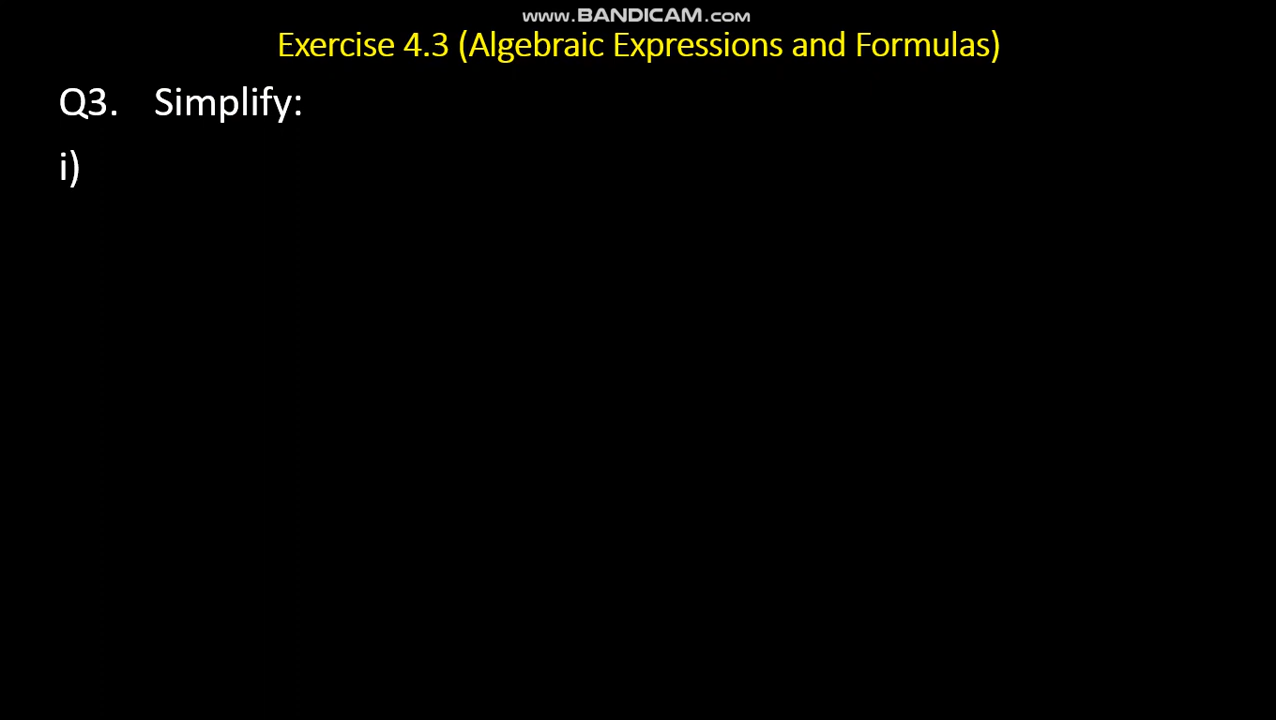 www.BANDICAM.com
Exercise 4.3 (Algebraic Expressions and Formulas)
Q3. Simplify:
i)